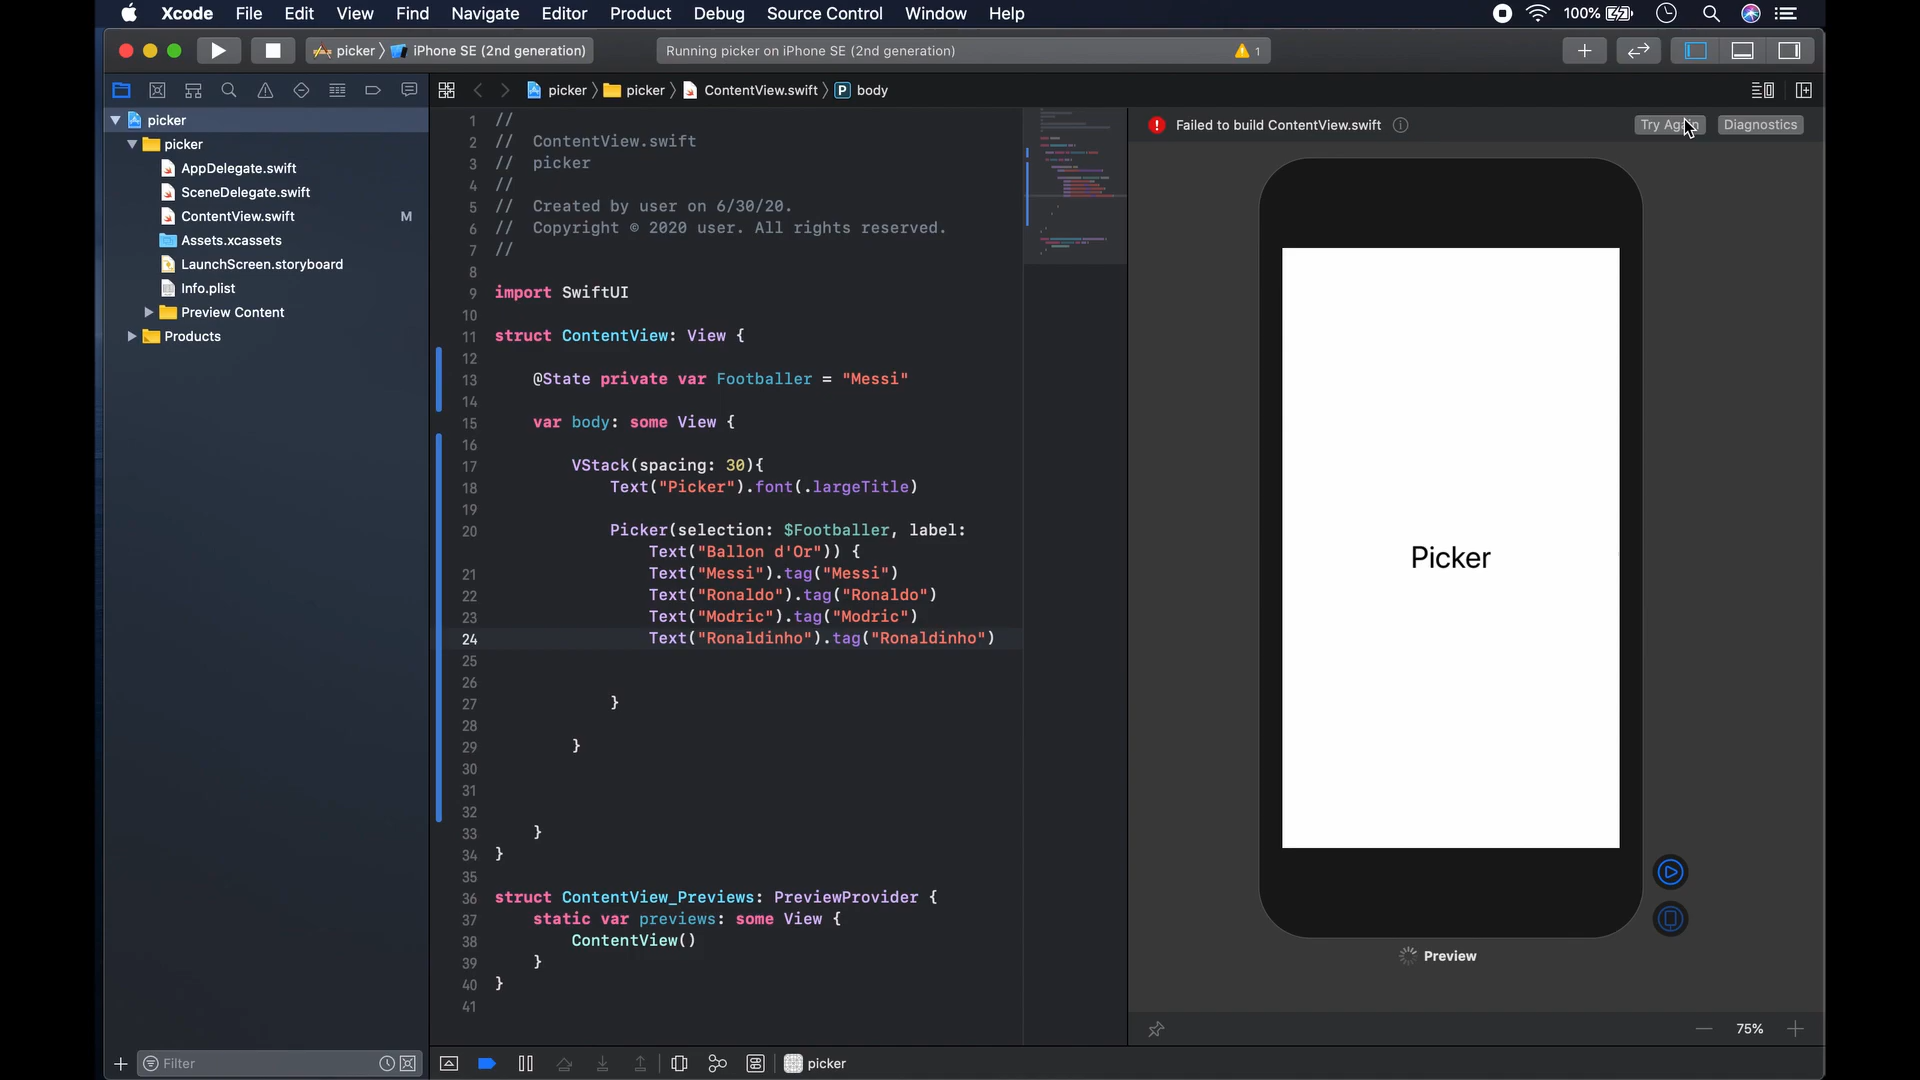 Xcode File Edit View Find Navigate Editor Product Debug Source Control Window Help 100%
picker iPhone SE (2nd generation) Running picker on iPhone SE (2nd generation) 1
picker picker ContentView.swift P body
picker
picker
AppDelegate.swift
SceneDelegate.swift
ContentView.swift M
Assets.xcassets
LaunchScreen.storyboard
Info.plist
Preview Content
Products
Filter
1 //
2 // ContentView.swift
3 // picker
4 //
5 // Created by user on 6/30/20.
6 // Copyright © 2020 user. All rights reserved.
7 //
8
9 import SwiftUI
10
11 struct ContentView: View {
12
13 @State private var Footballer = "Messi"
14
15 var body: some View {
16
17 VStack(spacing: 30){
18 Text("Picker").font(.largeTitle)
19
20 Picker(selection: $Footballer, label:
Text("Ballon d'Or")) {
21 Text("Messi").tag("Messi")
22 Text("Ronaldo").tag("Ronaldo")
23 Text("Modric").tag("Modric")
24 Text("Ronaldinho").tag("Ronaldinho")
25
26
27 }
28
29 }
30
31
32
33 }
34 }
35
36 struct ContentView_Previews: PreviewProvider {
37 static var previews: some View {
38 ContentView()
39 }
40 }
41
Failed to build ContentView.swift Try Again Diagnostics
Picker
Preview
75%
picker